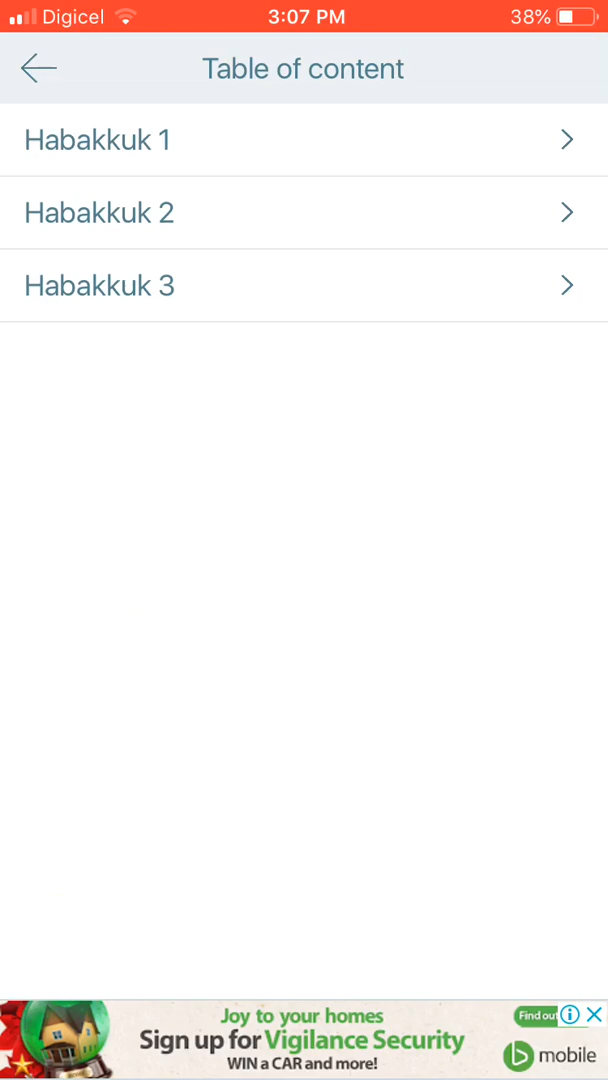 Digicel 3:07 PM 38%
Table of content
Habakkuk 1
Habakkuk 2
Habakkuk 3
Joy to your homes
Sign up for Vigilance Security
WIN a CAR and more!
Find out
b mobile